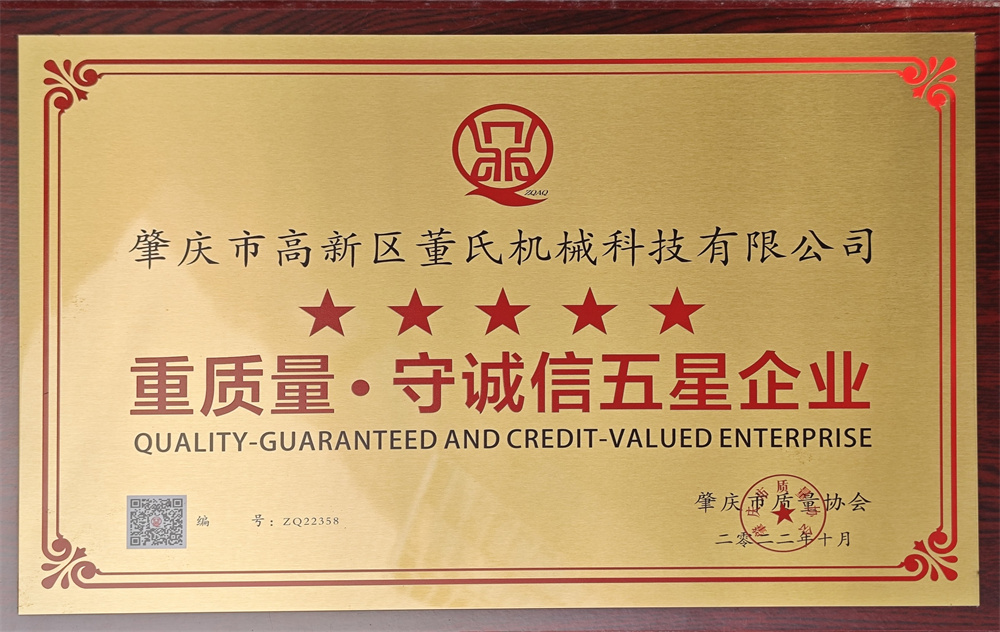 ZQAQ
肇庆市高新区董氏机械科技有限公司
重质量·守诚信五星企业
QUALITY-GUARANTEED AND CREDIT-VALUED ENTERPRISE
编 号：ZQ22358
肇庆市质量协会
二零二二年十月